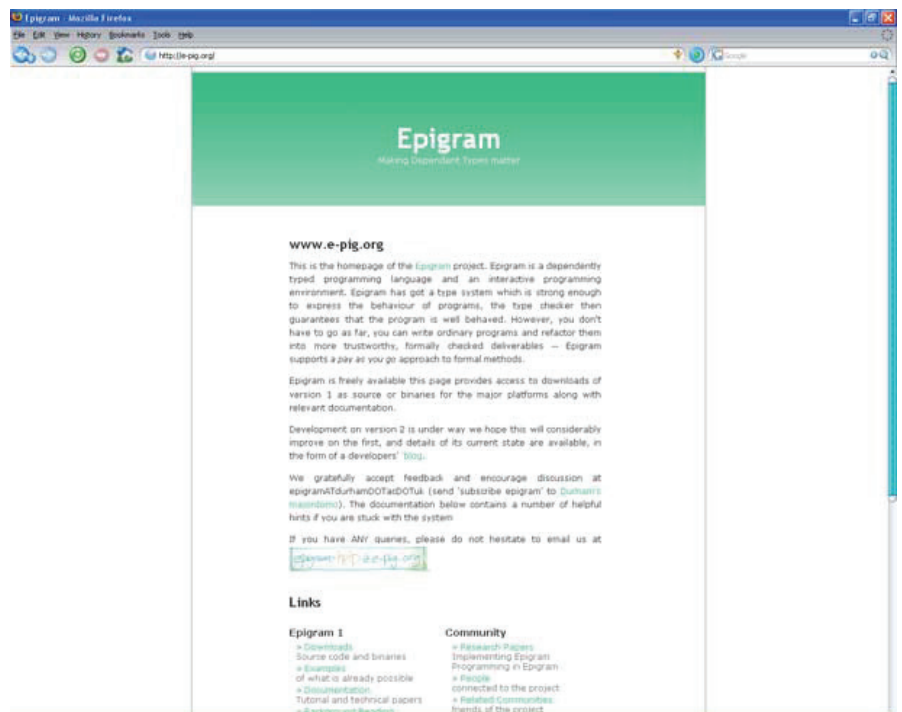 Epigram - Mozilla Firefox
File Edit View History Bookmarks Tools Help
http://e-pig.org/
Google
Epigram
Making Dependent Types matter
www.e-pig.org
This is the homepage of the Epigram project. Epigram is a dependently
typed programming language and an interactive programming
environment. Epigram has got a type system which is strong enough
to express the behaviour of programs, the type checker then
guarantees that the program is well behaved. However, you don't
have to go as far, you can write ordinary programs and refactor them
into more trustworthy, formally checked deliverables — Epigram
supports a pay as you go approach to formal methods.
Epigram is freely available this page provides access to downloads of
version 1 as source or binaries for the major platforms along with
relevant documentation.
Development on version 2 is under way we hope this will considerably
improve on the first, and details of its current state are available, in
the form of a developers' blog.
We gratefully accept feedback and encourage discussion at
epigramATdurhamDOTacDOTuk (send 'subscribe epigram' to Durham's
majordomo). The documentation below contains a number of helpful
hints if you are stuck with the system
If you have ANY queries, please do not hesitate to email us at
epigram-help@e-pig.org
Links
Epigram 1
» Downloads
Source code and binaries
» Examples
of what is already possible
» Documentation
Tutorial and technical papers
» Background Reading
Community
» Research Papers
Implementing Epigram
Programming in Epigram
» People
connected to the project
» Related Communities
friends of the project